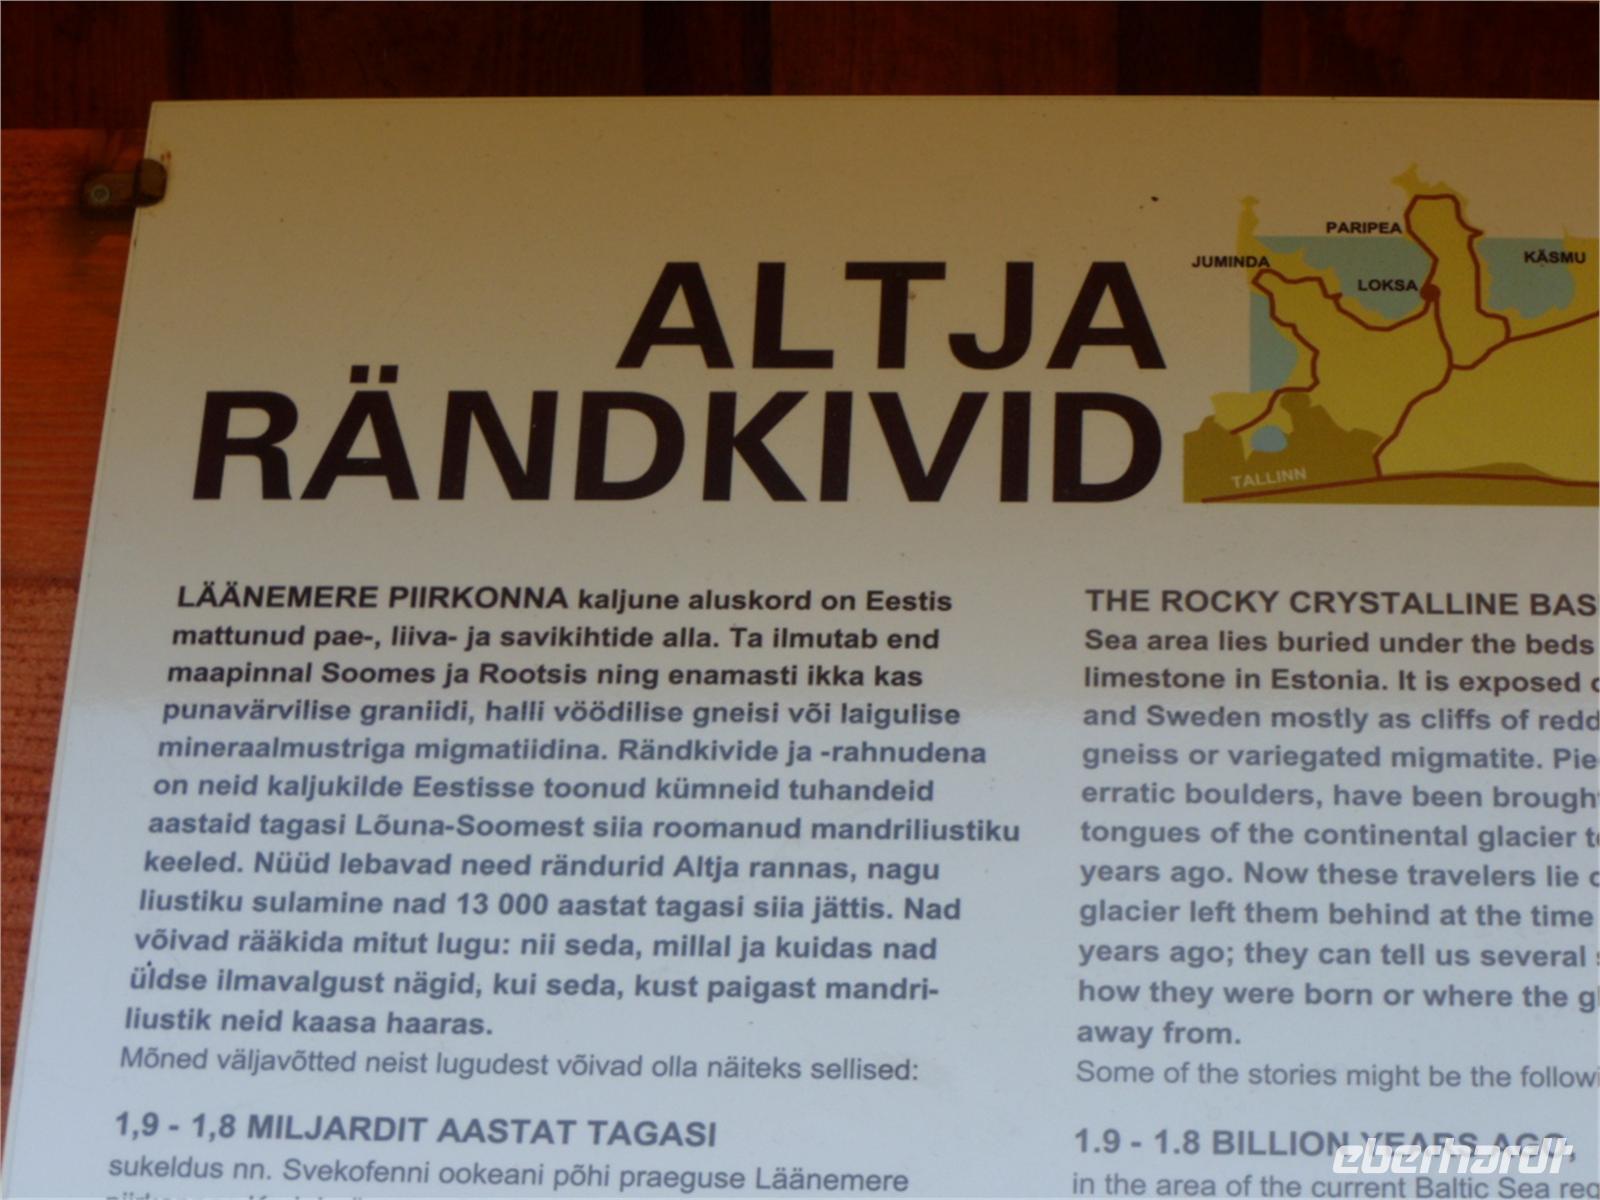 ALTJA
RÄNDKIVID
PARIPEA
JUMINDA
KÄSMU
LOKSA
TALLINN
LÄÄNEMERE PIIRKONNA kaljune aluskord on Eestis
mattunud pae-, liiva- ja savikihtide alla. Ta ilmutab end
maapinnal Soomes ja Rootsis ning enamasti ikka kas
punavärvilise graniidi, halli vöödilise gneisi või laigulise
mineraalmustriga migmatiidina. Rändkivide ja -rahnudena
on neid kaljukilde Eestisse toonud kümneid tuhandeid
aastaid tagasi Lõuna-Soomest siia roomanud mandriliustiku
keeled. Nüüd lebavad need rändurid Altja rannas, nagu
liustiku sulamine nad 13 000 aastat tagasi siia jättis. Nad
võivad rääkida mitut lugu: nii seda, millal ja kuidas nad
üldse ilmavalgust nägid, kui seda, kust paigast mandri-
liustik neid kaasa haaras.
Mõned väljavõtted neist lugudest võivad olla näiteks sellised:
1,9 - 1,8 MILJARDIT AASTAT TAGASI
sukeldus nn. Svekofenni ookeani põhi praeguse Läänemere
THE ROCKY CRYSTALLINE BAS
Sea area lies buried under the beds
limestone in Estonia. It is exposed
and Sweden mostly as cliffs of redd
gneiss or variegated migmatite. Pie
erratic boulders, have been brough
tongues of the continental glacier
years ago. Now these travelers lie
glacier left them behind at the time
years ago; they can tell us several
how they were born or where the gl
away from.
Some of the stories might be the followi
1.9 - 1.8 BILLION YEARS AGO,
in the area of the current Baltic Sea reg
eberhardt